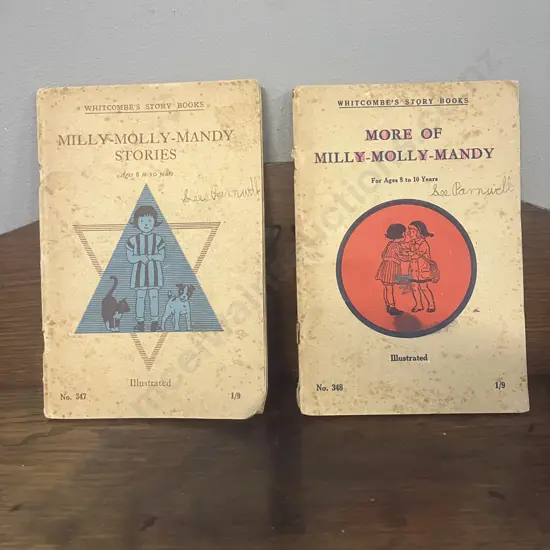 WHITCOMBE'S STORY BOOKS
MILLY-MOLLY-MANDY
STORIES
Ages 8 to 10 years
Illustrated
No. 347
1/9
WHITCOMBE'S STORY BOOKS
MORE OF
MILLY-MOLLY-MANDY
For Ages 8 to 10 Years
Illustrated
No. 348
1/9